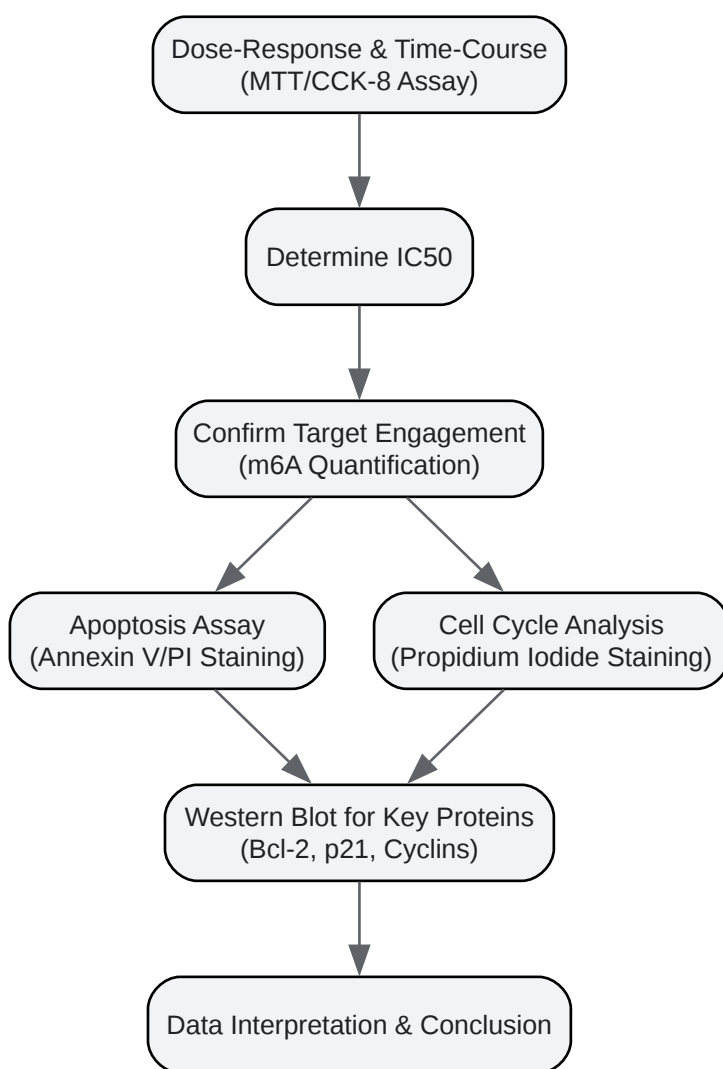 Dose-Response & Time-Course
(MTT/CCK-8 Assay)
Determine IC50
Confirm Target Engagement
(m6A Quantification)
Apoptosis Assay
(Annexin V/PI Staining)
Cell Cycle Analysis
(Propidium Iodide Staining)
Western Blot for Key Proteins
(Bcl-2, p21, Cyclins)
Data Interpretation & Conclusion